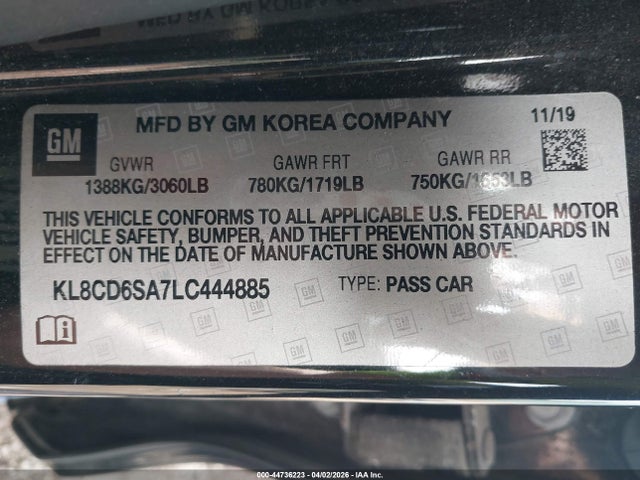 MFD BY GM KOREA COMPANY
11/19
GM
GVWR
GAWR FRT
GAWR RR
1388KG/3060LB
780KG/1719LB
750KG/1653LB
THIS VEHICLE CONFORMS TO ALL APPLICABLE U.S. FEDERAL MOTOR
VEHICLE SAFETY, BUMPER, AND THEFT PREVENTION STANDARDS IN
EFFECT ON THE DATE OF MANUFACTURE SHOWN ABOVE.
KL8CD6SA7LC444885
TYPE: PASS CAR
000-44736223 - 04/02/2026 - IAA Inc.